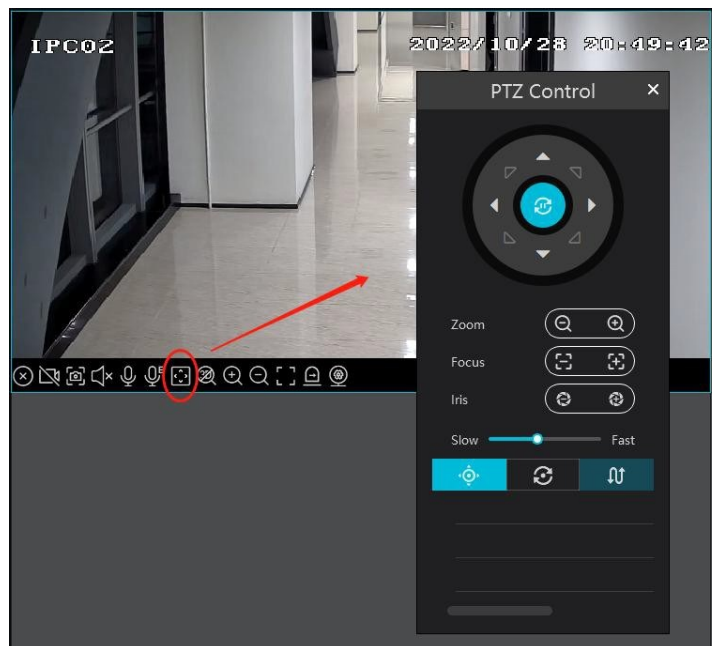 IPC02
2022/10/28 20:49:42
PTZ Control
Zoom
Focus
Iris
Slow
Fast